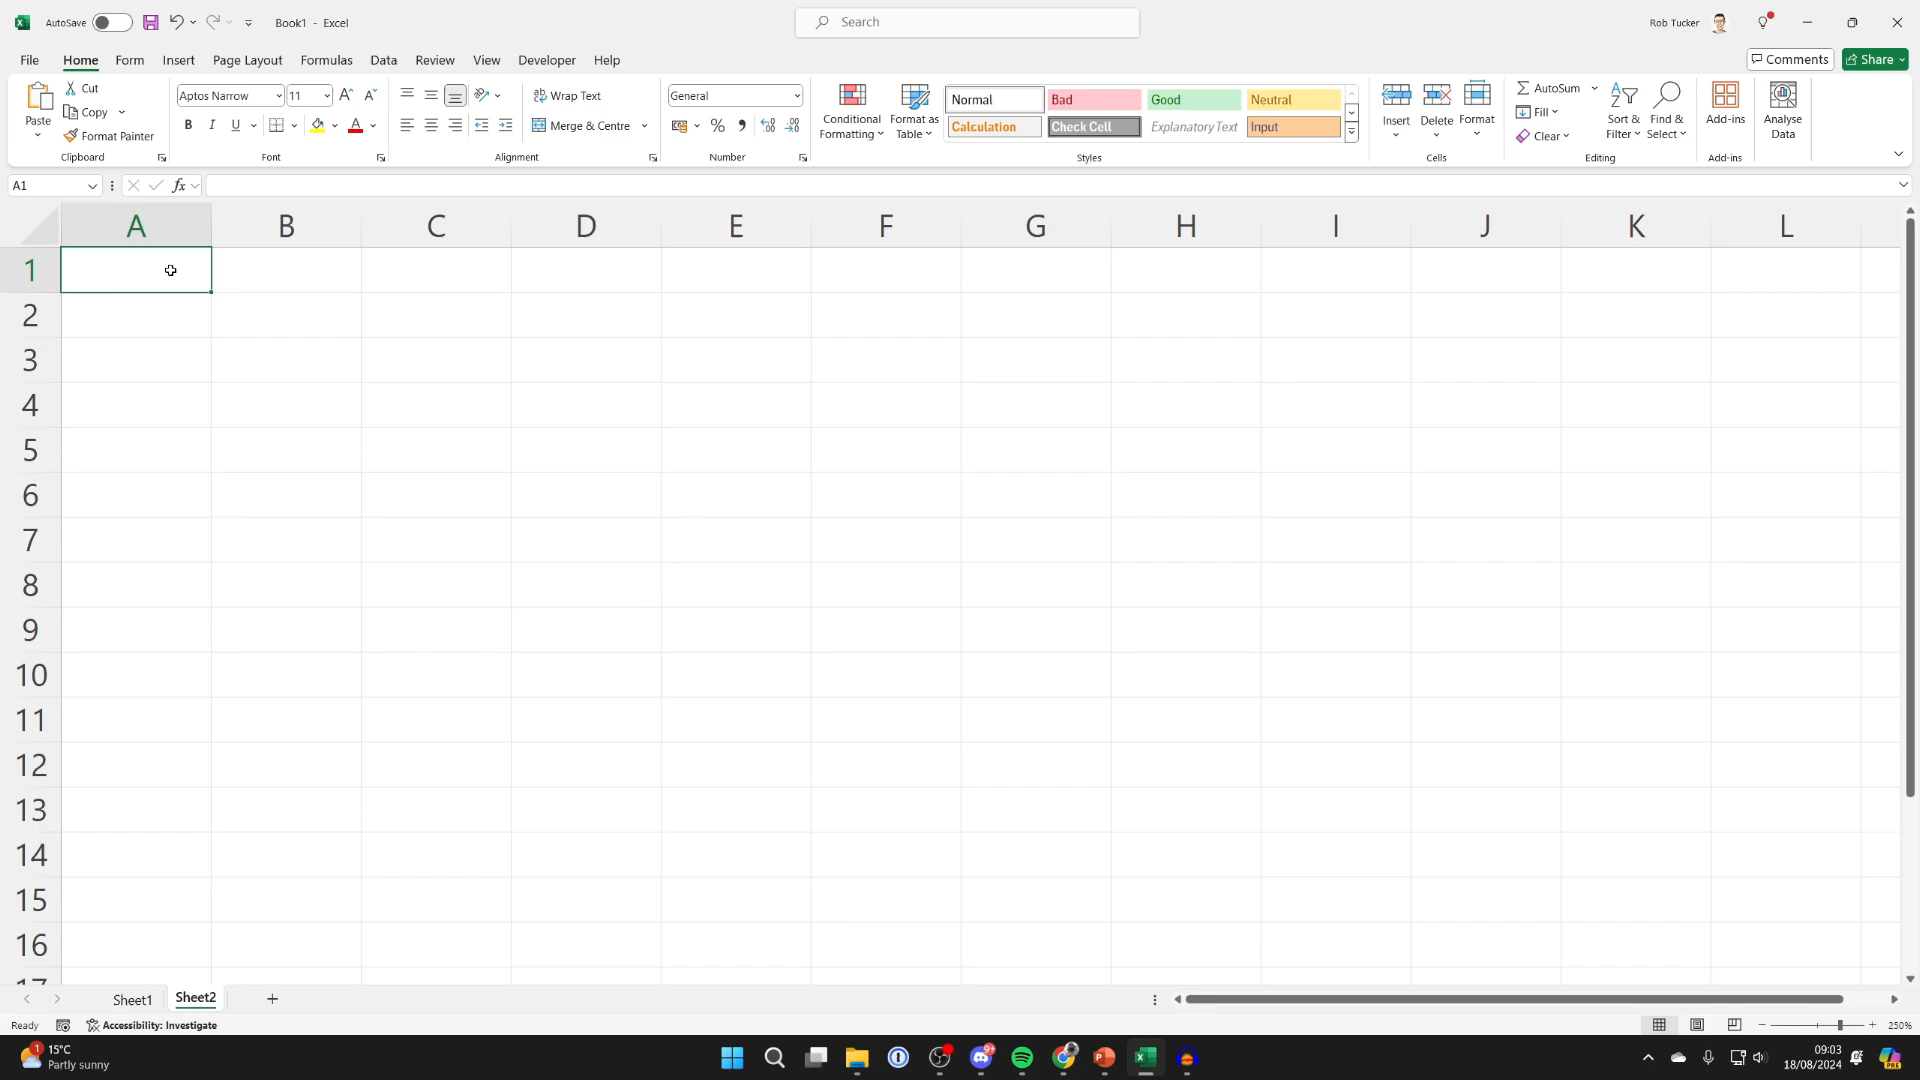 AutoSave
Book1 - Excel
Search
Rob Tucker
File Home Form Insert Page Layout Formulas Data Review View Developer Help
Comments Share
Paste
Cut
Copy
Format Painter
Clipboard
Aptos Narrow 11
B I U
Font
Wrap Text
Merge & Centre
Alignment
General
%
Number
Conditional Formatting
Format as Table
Normal Bad Good Neutral
Calculation Check Cell Explanatory Text Input
Styles
Insert Delete Format
Cells
AutoSum
Fill
Clear
Sort & Filter
Find & Select
Editing
Add-ins
Add-ins
Analyse Data
A1
fx
A B C D E F G H I J K L
1
2
3
4
5
6
7
8
9
10
11
12
13
14
15
16
17
Sheet1 Sheet2
Ready Accessibility: Investigate
250%
1
15°C
Partly sunny
9+
09:03
18/08/2024
PRE